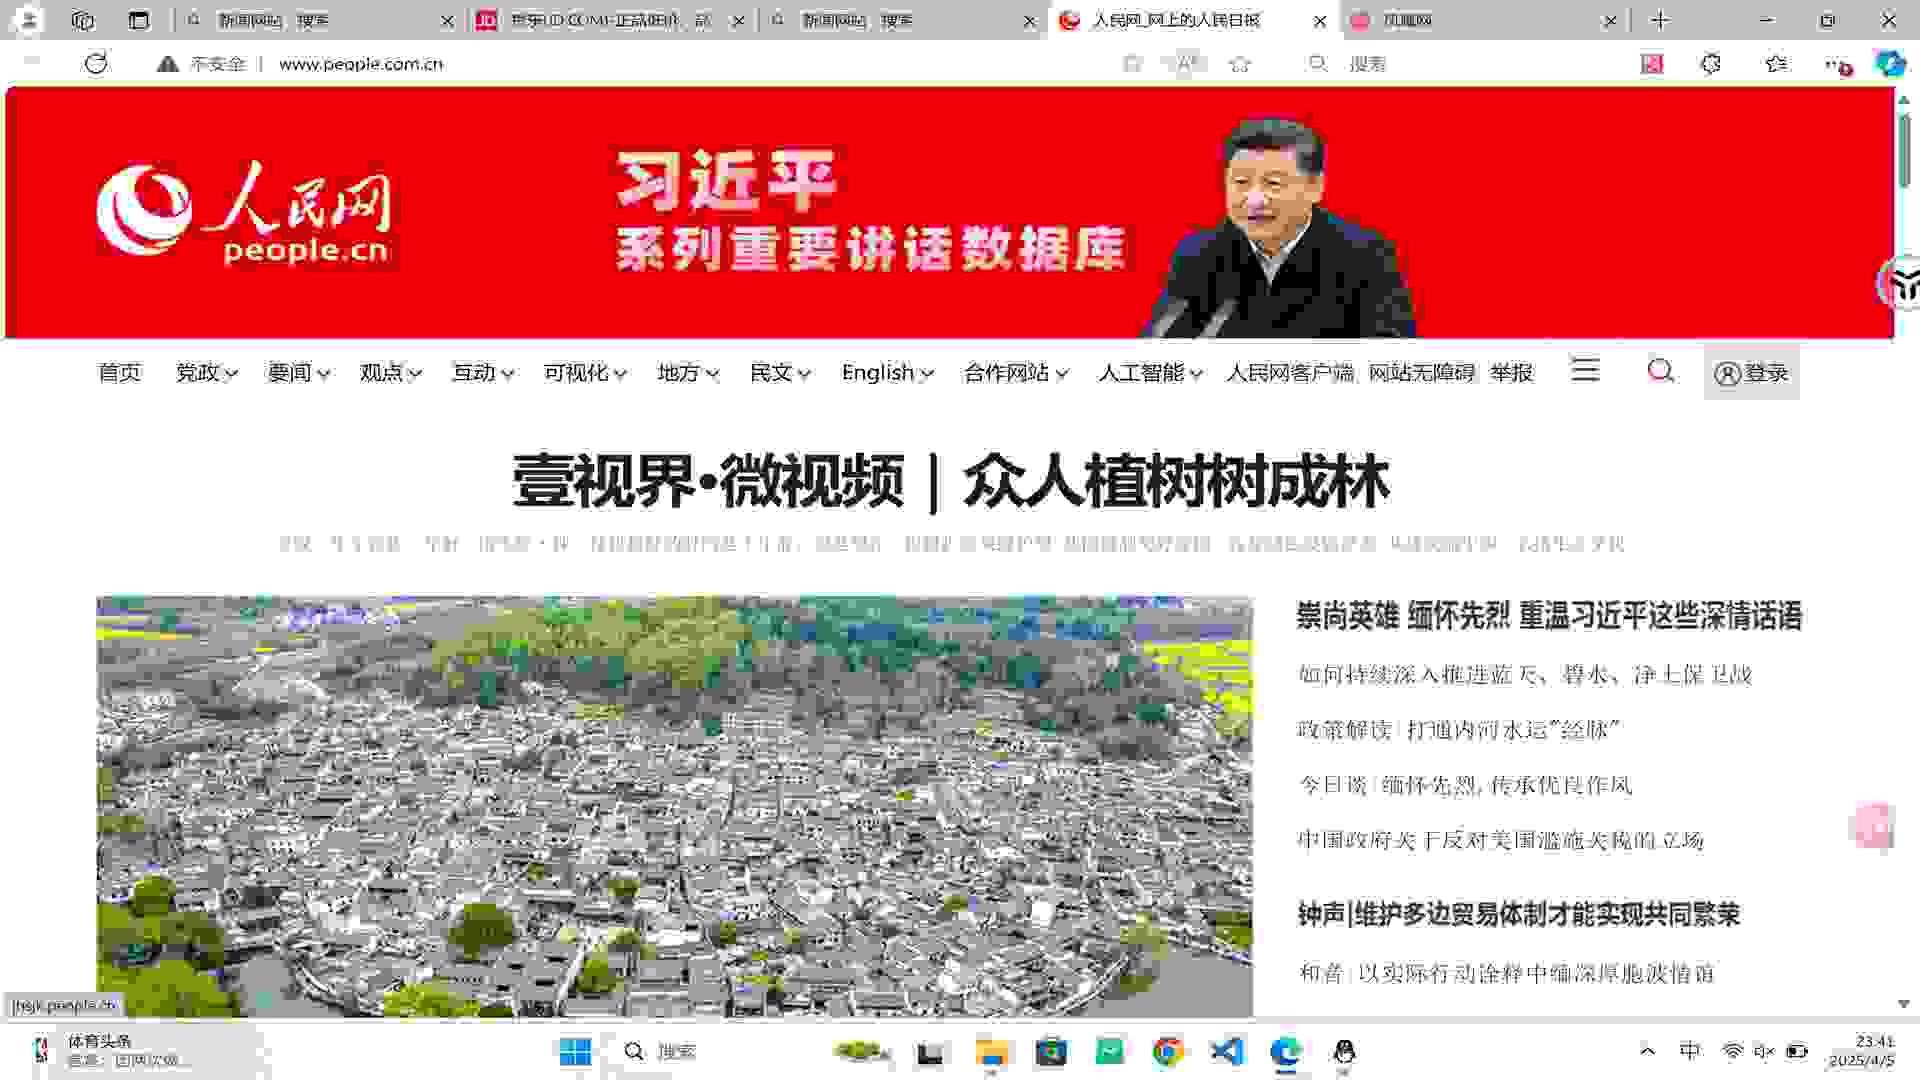 新闻网站 - 搜索
新闻网站 - 搜索
人民网_网上的人民日报
凤凰网
不安全
www.people.com.cn
搜索
人民网
people.cn
习近平
系列重要讲话数据库
首页 党政 要闻 观点 互动 可视化 地方 民文 English 合作网站 人工智能 人民网客户端 网站无障碍 举报 登录
壹视界·微视频｜众人植树树成林
崇尚英雄 缅怀先烈 重温习近平这些深情话语
如何持续深入推进蓝天、碧水、净土保卫战
政策解读|打通内河水运"经脉"
今日谈|缅怀先烈,传承优良作风
中国政府关于反对美国滥施关税的立场
钟声|维护多边贸易体制才能实现共同繁荣
和音|以实际行动诠释中缅深厚胞波情谊
jhsjk.people.cn
体育头条
搜索
中
23:41
2025/4/5